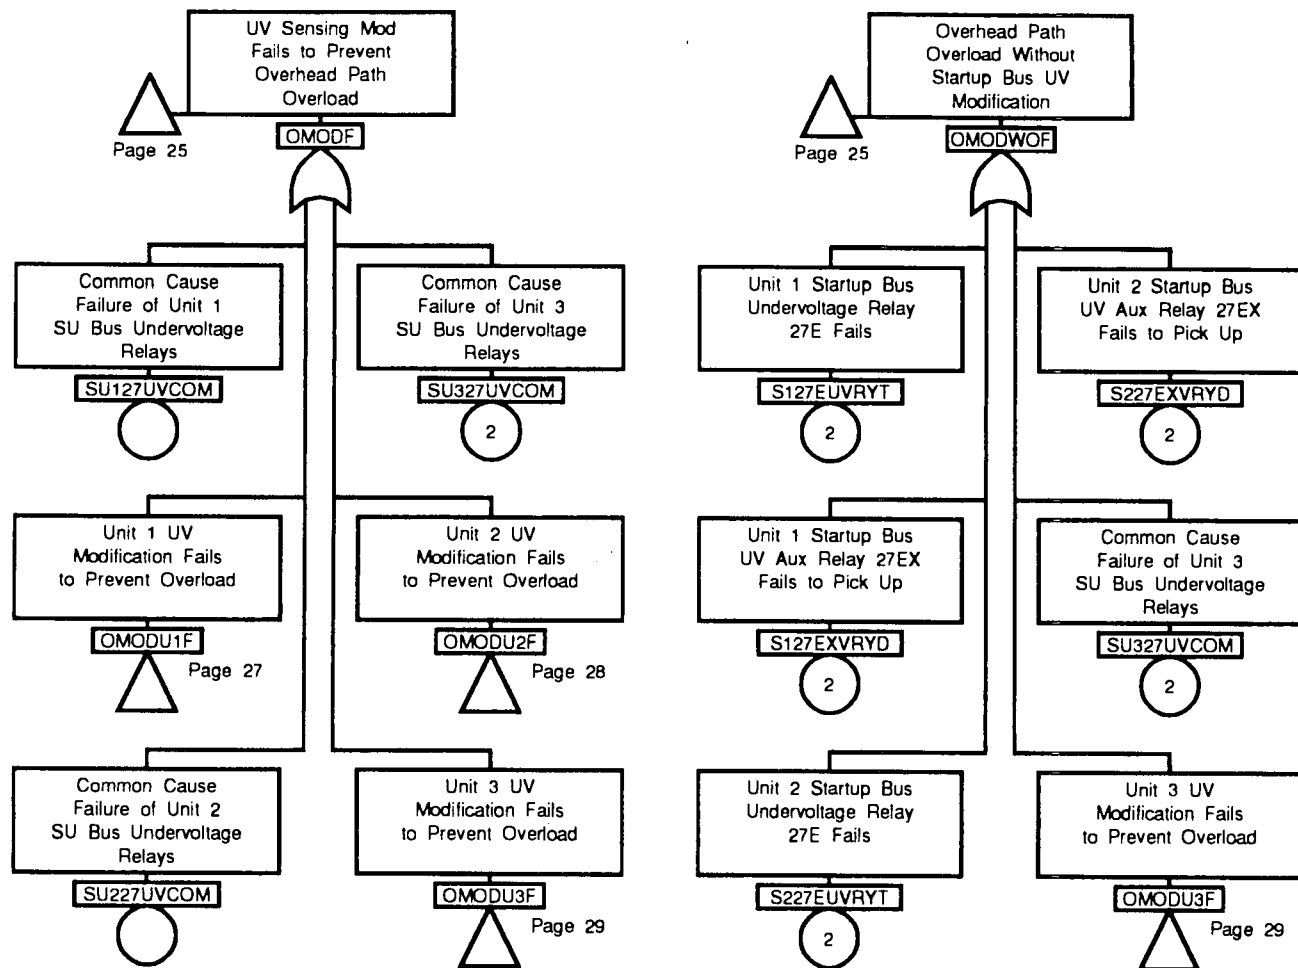 UV Sensing Mod
Fails to Prevent
Overhead Path
Overload
Page 25
OMODF
Common Cause
Failure of Unit 1
SU Bus Undervoltage
Relays
SU127UVCOM
Common Cause
Failure of Unit 3
SU Bus Undervoltage
Relays
SU327UVCOM
2
Unit 1 UV
Modification Fails
to Prevent Overload
OMODU1F
Page 27
Unit 2 UV
Modification Fails
to Prevent Overload
OMODU2F
Page 28
Common Cause
Failure of Unit 2
SU Bus Undervoltage
Relays
SU227UVCOM
Unit 3 UV
Modification Fails
to Prevent Overload
OMODU3F
Page 29
Overhead Path
Overload Without
Startup Bus UV
Modification
Page 25
OMODWOF
Unit 1 Startup Bus
Undervoltage Relay
27E Fails
S127EUVRYT
2
Unit 2 Startup Bus
UV Aux Relay 27EX
Fails to Pick Up
S227EXVRYD
2
Unit 1 Startup Bus
UV Aux Relay 27EX
Fails to Pick Up
S127EXVRYD
2
Common Cause
Failure of Unit 3
SU Bus Undervoltage
Relays
SU327UVCOM
2
Unit 2 Startup Bus
Undervoltage Relay
27E Fails
S227EUVRYT
2
Unit 3 UV
Modification Fails
to Prevent Overload
OMODU3F
Page 29